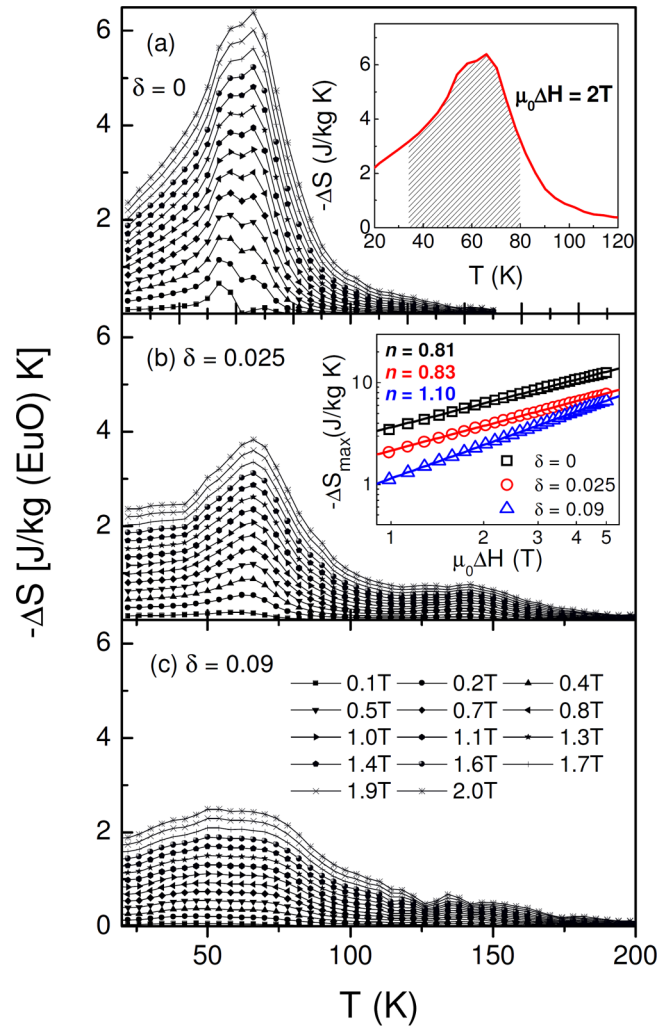 -ΔS [J/kg (EuO) K]
6
4
2
(a)
δ = 0
-ΔS (J/kg K)
6
4
2
0
μ₀ΔH = 2T
20 40 60 80 100 120
T (K)
6
4
2
0
(b) δ = 0.025
-ΔSmax(J/kg K)
10
1
n = 0.81
n = 0.83
n = 1.10
δ = 0
δ = 0.025
δ = 0.09
1 2 3 4 5
μ₀ΔH (T)
6
4
2
0
(c) δ = 0.09
0.1T 0.2T 0.4T
0.5T 0.7T 0.8T
1.0T 1.1T 1.3T
1.4T 1.6T 1.7T
1.9T 2.0T
50 100 150 200
T (K)